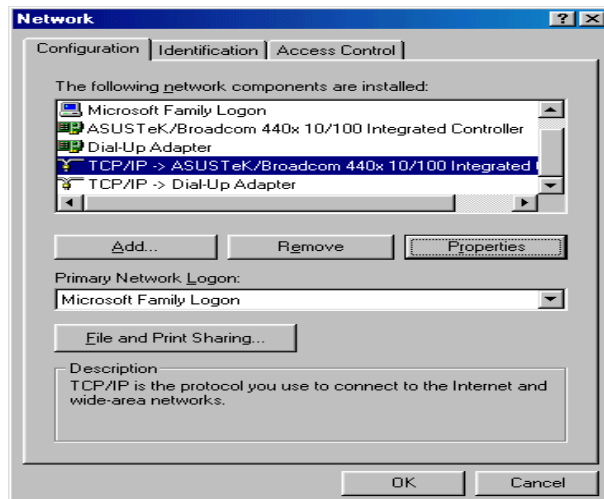 Network
Configuration Identification Access Control
The following network components are installed:
Microsoft Family Logon
ASUSTeK/Broadcom 440x 10/100 Integrated Controller
Dial-Up Adapter
TCP/IP -> ASUSTeK/Broadcom 440x 10/100 Integrated
TCP/IP -> Dial-Up Adapter
Add... Remove Properties
Primary Network Logon:
Microsoft Family Logon
File and Print Sharing...
Description
TCP/IP is the protocol you use to connect to the Internet and
wide-area networks.
OK Cancel